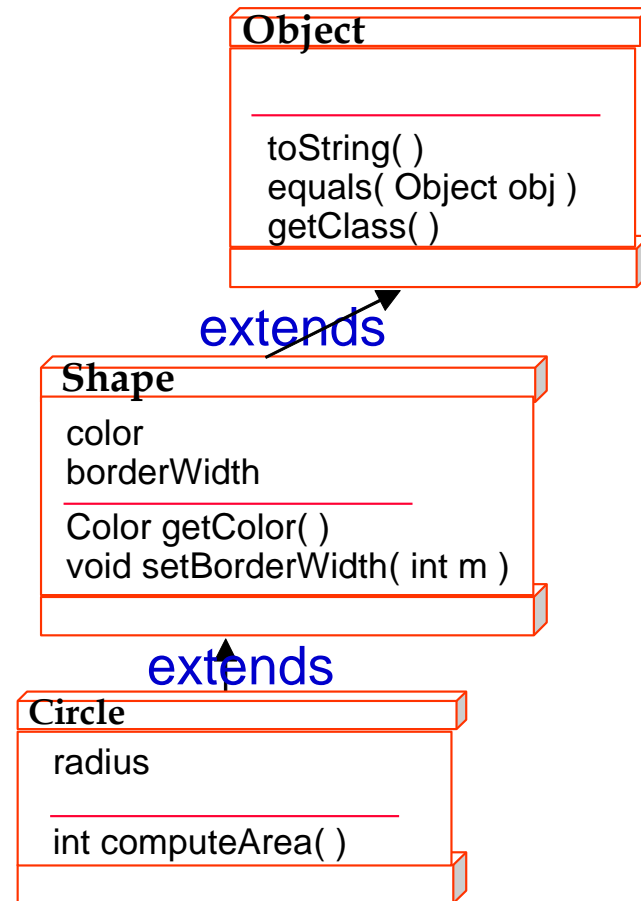 Object
toString( )
equals( Object obj )
getClass( )
extends
Shape
color
borderWidth
Color getColor( )
void setBorderWidth( int m )
extends
Circle
radius
int computeArea( )